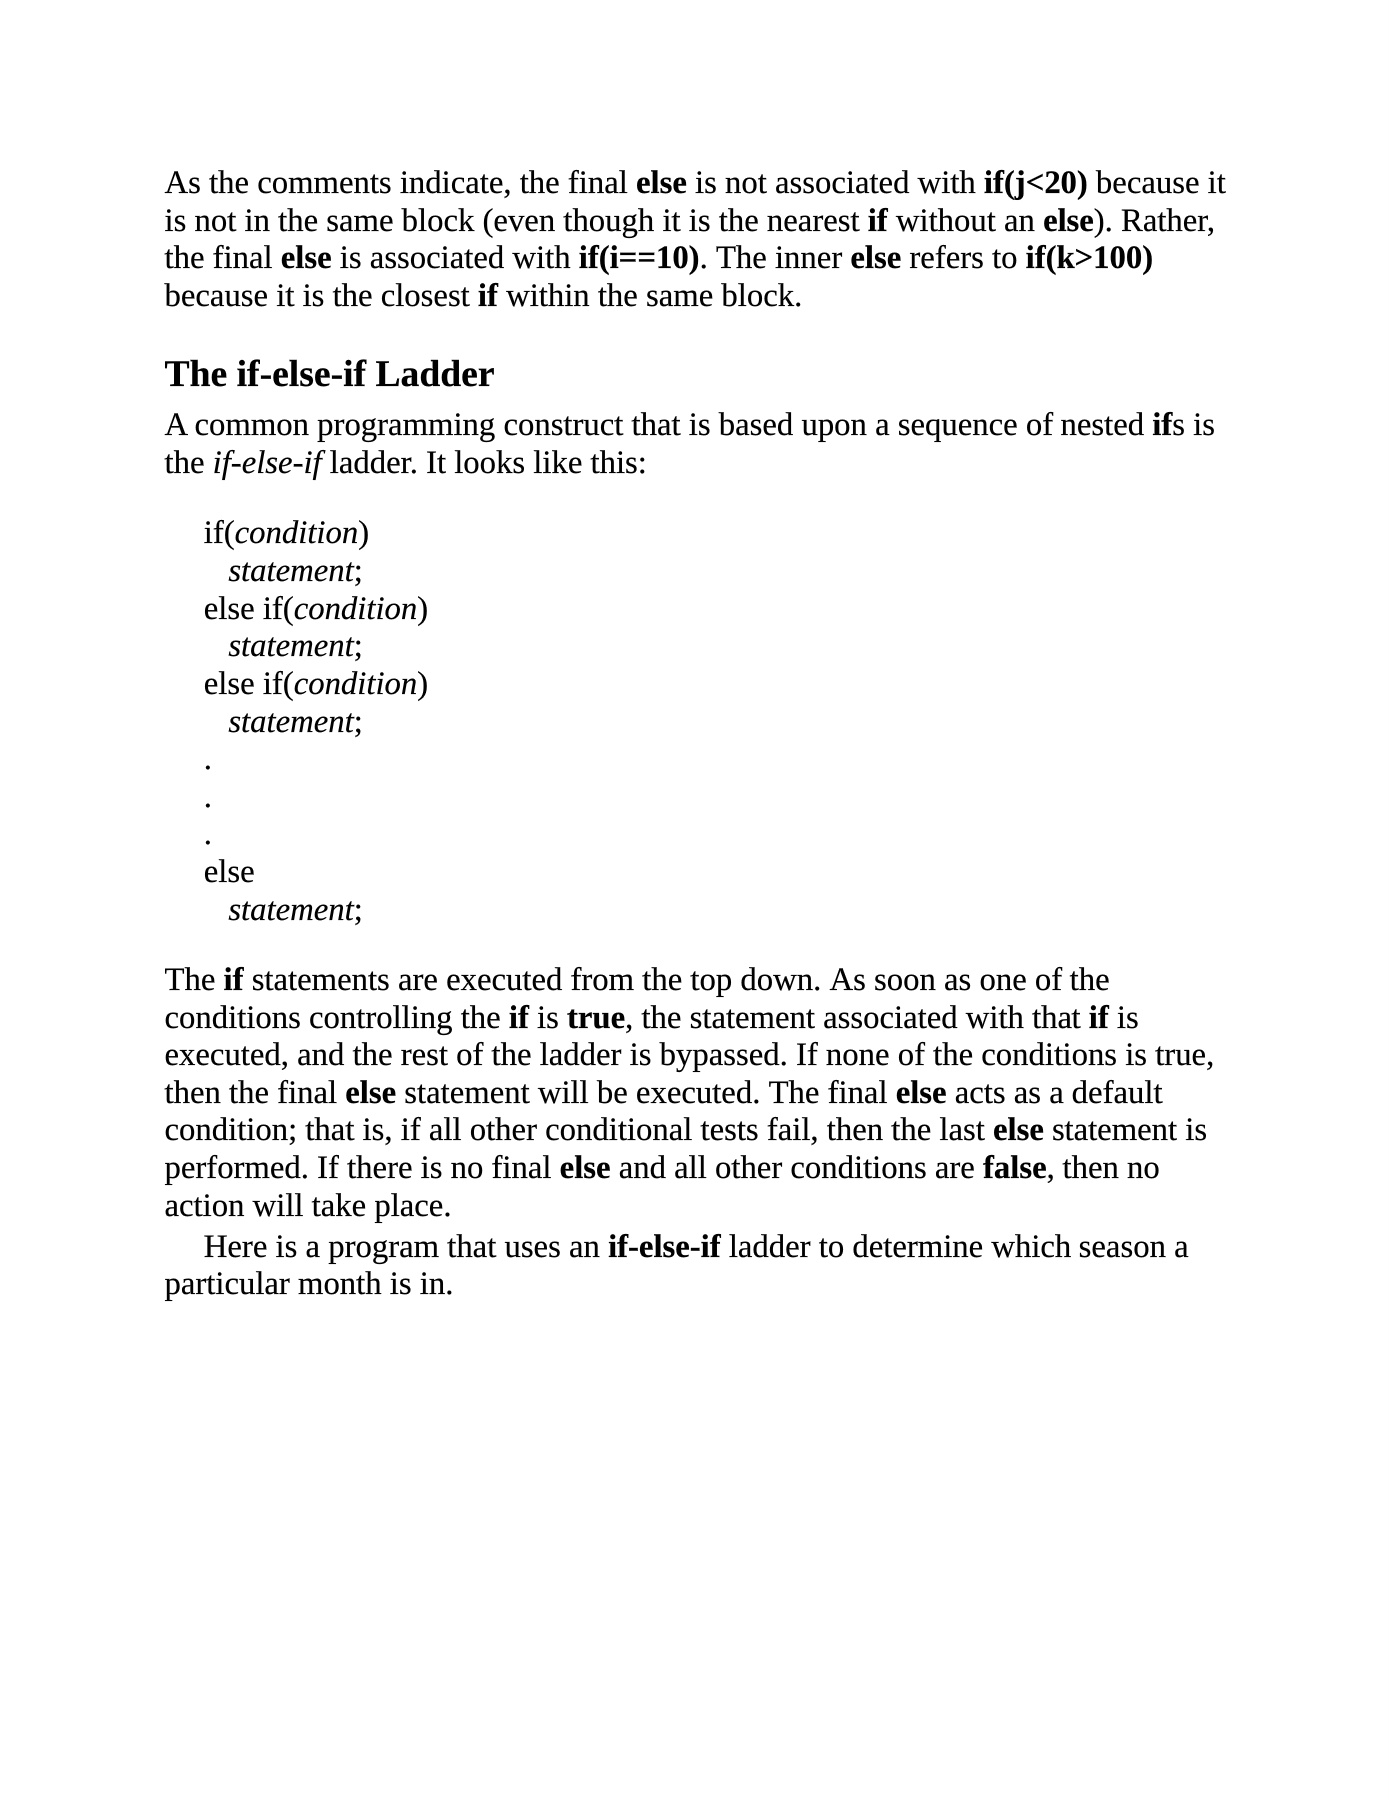 As the comments indicate, the final else is not associated with if(j<20) because it
is not in the same block (even though it is the nearest if without an else). Rather,
the final else is associated with if(i==10). The inner else refers to if(k>100)
because it is the closest if within the same block.
The if-else-if Ladder
A common programming construct that is based upon a sequence of nested ifs is
the if-else-if ladder. It looks like this:
if(condition)
statement;
else if(condition)
statement;
else if(condition)
statement;
.
.
.
else
statement;
The if statements are executed from the top down. As soon as one of the
conditions controlling the if is true, the statement associated with that if is
executed, and the rest of the ladder is bypassed. If none of the conditions is true,
then the final else statement will be executed. The final else acts as a default
condition; that is, if all other conditional tests fail, then the last else statement is
performed. If there is no final else and all other conditions are false, then no
action will take place.
Here is a program that uses an if-else-if ladder to determine which season a
particular month is in.